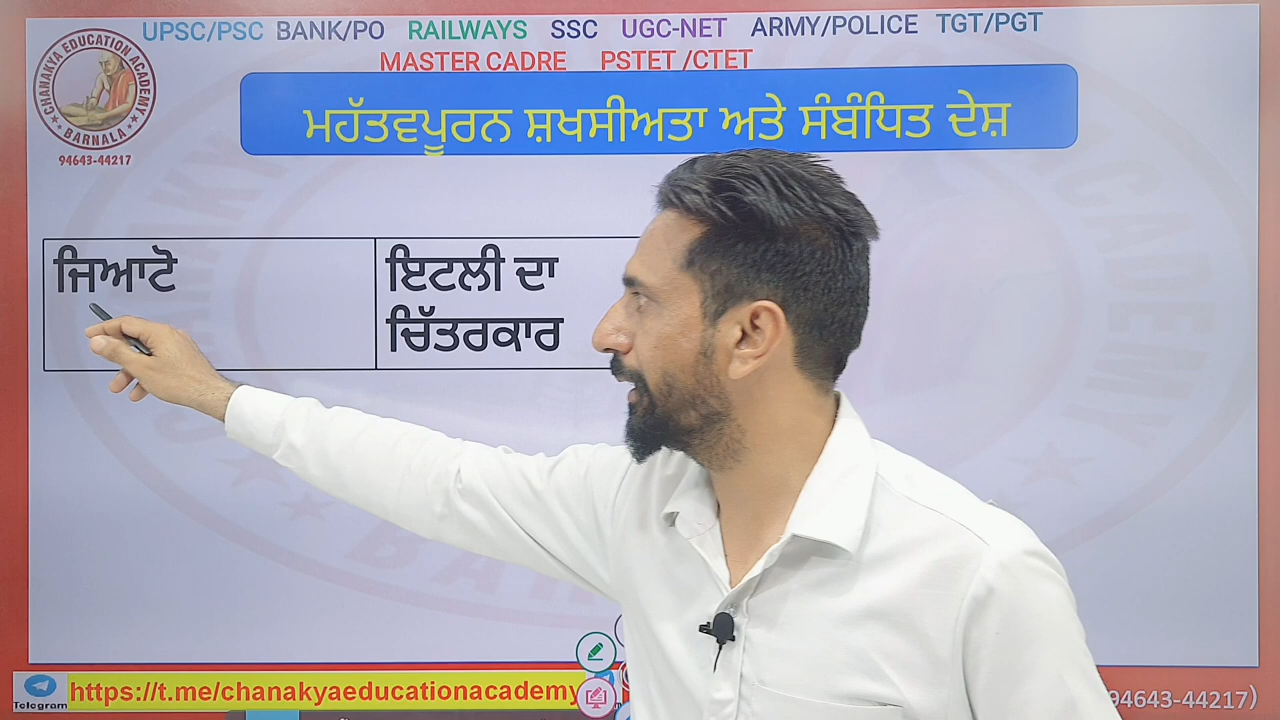 UPSC/PSC BANK/PO RAILWAYS SSC UGC-NET ARMY/POLICE TGT/PGT
MASTER CADRE PSTET /CTET
CHANAKYA EDUCATION ACADEMY
BARNALA
94643-44217
ਮਹੱਤਵਪੂਰਨ ਸ਼ਖਸੀਅਤਾ ਅਤੇ ਸੰਬੰਧਿਤ ਦੇਸ਼
ਜਿਆਟੋ
ਇਟਲੀ ਦਾ
ਚਿੱਤਰਕਾਰ
Telegram
https://t.me/chanakyaeducationacademy
94643-44217)